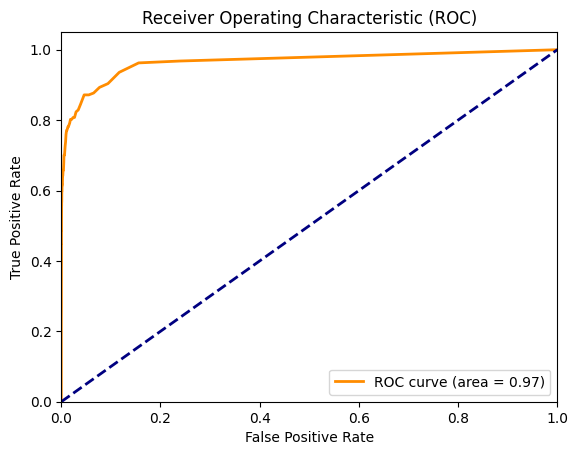 Receiver Operating Characteristic (ROC)
True Positive Rate
1.0
0.8
0.6
0.4
0.2
0.0
ROC curve (area = 0.97)
0.0 0.2 0.4 0.6 0.8 1.0
False Positive Rate